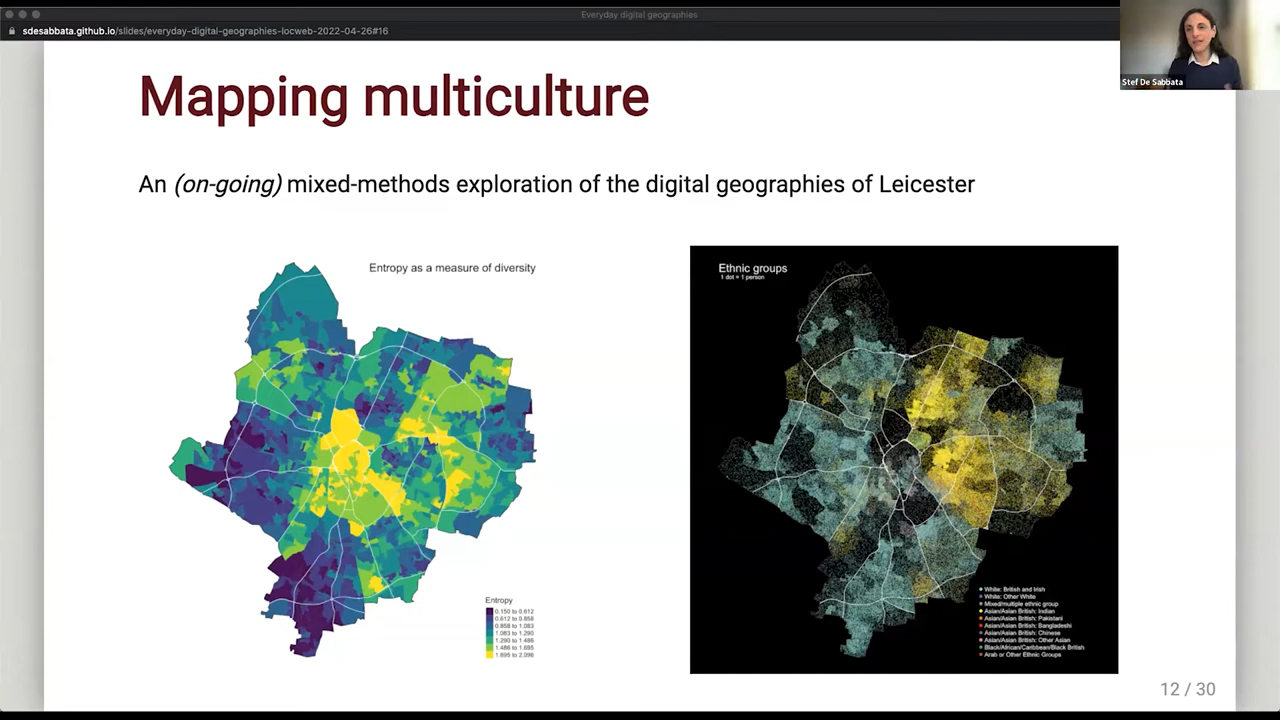 Everyday digital geographies
sdesabbata.github.io/slides/everyday-digital-geographies-locweb-2022-04-26#16
Stef De Sabbata
Mapping multiculture
An (on-going) mixed-methods exploration of the digital geographies of Leicester
Entropy as a measure of diversity
Entropy
0.150 to 0.612
0.612 to 0.858
0.858 to 1.083
1.083 to 1.290
1.290 to 1.486
1.486 to 1.695
1.695 to 2.096
Ethnic groups
1 dot = 1 person
White: British and Irish
White: Other White
Mixed/multiple ethnic group
Asian/Asian British: Indian
Asian/Asian British: Pakistani
Asian/Asian British: Bangladeshi
Asian/Asian British: Chinese
Asian/Asian British: Other Asian
Black/African/Caribbean/Black British
Arab or Other Ethnic Groups
12 / 30